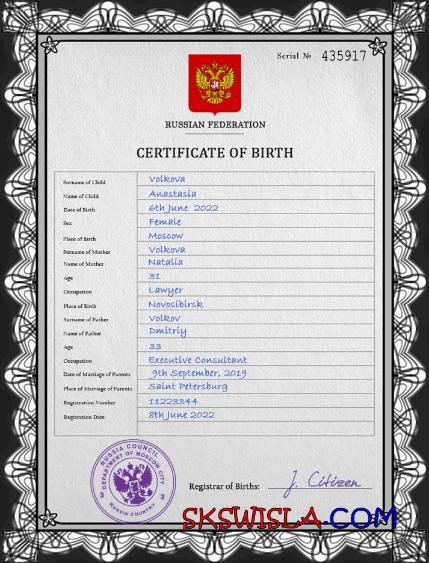 Serial № 435917
RUSSIAN FEDERATION
CERTIFICATE OF BIRTH
Surname of Child Volkova
Name of Child Anastasia
Date of Birth 6th June 2022
Sex Female
Place of Birth Moscow
Surname of Mother Volkova
Name of Mother Natalia
Age 31
Occupation Lawyer
Place of Birth Novosibirsk
Surname of Father Volkov
Name of Father Dmitriy
Age 33
Occupation Executive Consultant
Date of Marriage of Parents 9th September, 2019
Place of Marriage of Parents Saint Petersburg
Registration Number 11223344
Registration Date 8th June 2022
RUSSIA COUNCIL
DEPARTMENT OF MOSCOW CITY
RUSSIA COUNTRY
Registrar of Births: J. Citizen
SKSWISLA.COM